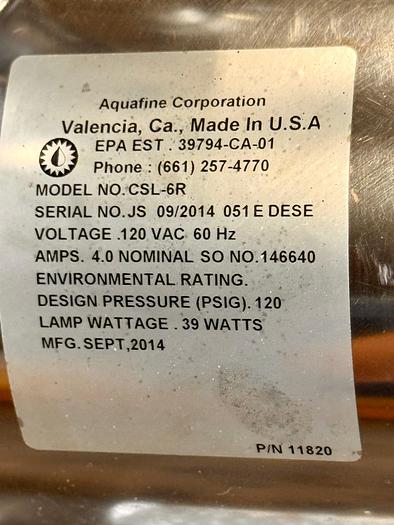 Aquafine Corporation
Valencia, Ca., Made In U.S.A
EPA EST . 39794-CA-01
Phone : (661) 257-4770
MODEL NO. CSL-6R
SERIAL NO. JS 09/2014 051 E DESE
VOLTAGE .120 VAC 60 Hz
AMPS. 4.0 NOMINAL SO NO. 146640
ENVIRONMENTAL RATING.
DESIGN PRESSURE (PSIG). 120
LAMP WATTAGE . 39 WATTS
MFG. SEPT,2014
P/N 11820